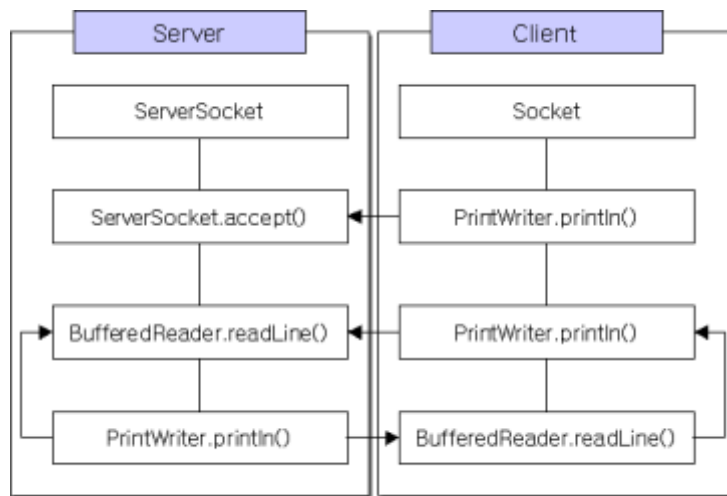 Server
Client
ServerSocket
Socket
ServerSocket.accept()
PrintWriter.println()
BufferedReader.readLine()
PrintWriter.println()
PrintWriter.println()
BufferedReader.readLine()